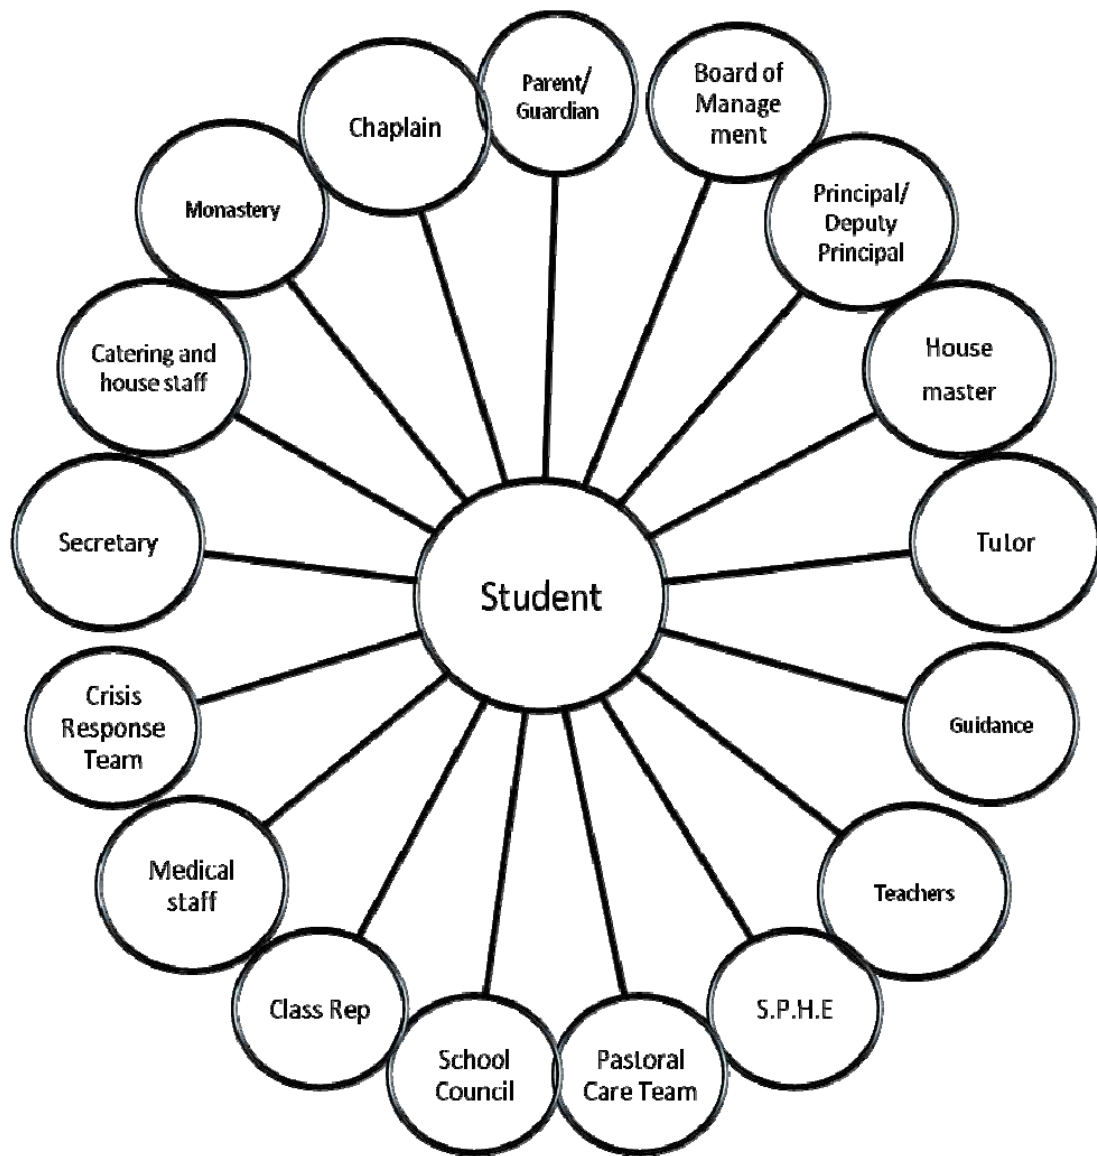 Parent/
Guardian
Board of
Manage
ment
Principal/
Deputy
Principal
House
master
Tutor
Guidance
Teachers
S.P.H.E
Pastoral
Care Team
School
Council
Class Rep
Medical
staff
Crisis
Response
Team
Secretary
Catering and
house staff
Monastery
Chaplain
Student